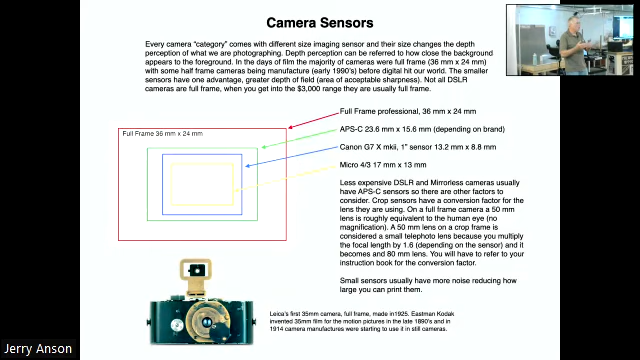 Camera Sensors
Every camera “category” comes with different size imaging sensor and their size changes the depth
perception of what we are photographing. Depth perception can be referred to how close the background
appears to the foreground. In the days of film the majority of cameras were full frame (36 mm x 24 mm)
with some half frame cameras being manufacture (early 1990’s) before digital hit our world. The smaller
sensors have one advantage, greater depth of field (area of acceptable sharpness). Not all DSLR
cameras are full frame, when you get into the $3,000 range they are usually full frame.
Full Frame professional, 36 mm x 24 mm
Full Frame 36 mm x 24 mm
APS-C 23.6 mm x 15.6 mm (depending on brand)
Canon G7 X mkii, 1” sensor 13.2 mm x 8.8 mm
Micro 4/3 17 mm x 13 mm
Less expensive DSLR and Mirrorless cameras usually
have APS-C sensors so there are other factors to
consider. Crop sensors have a conversion factor for
the lens they are using. On a full frame camera a 50 mm
lens is roughly equivalent to the human eye (no
magnification). A 50 mm lens on a crop frame is
considered a small telephoto lens because you multiply
the focal length by 1.6 (depending on the sensor) and it
becomes and 80 mm lens. You will have to refer to your
instruction book for the conversion factor.
Small sensors usually have more noise reducing how
large you can print them.
Leica’s first 35mm camera, full frame, made in1925. Eastman Kodak
invented 35mm film for the motion pictures in the late 1890’s and in
1914 camera manufactures were starting to use it in still cameras.
Jerry Anson